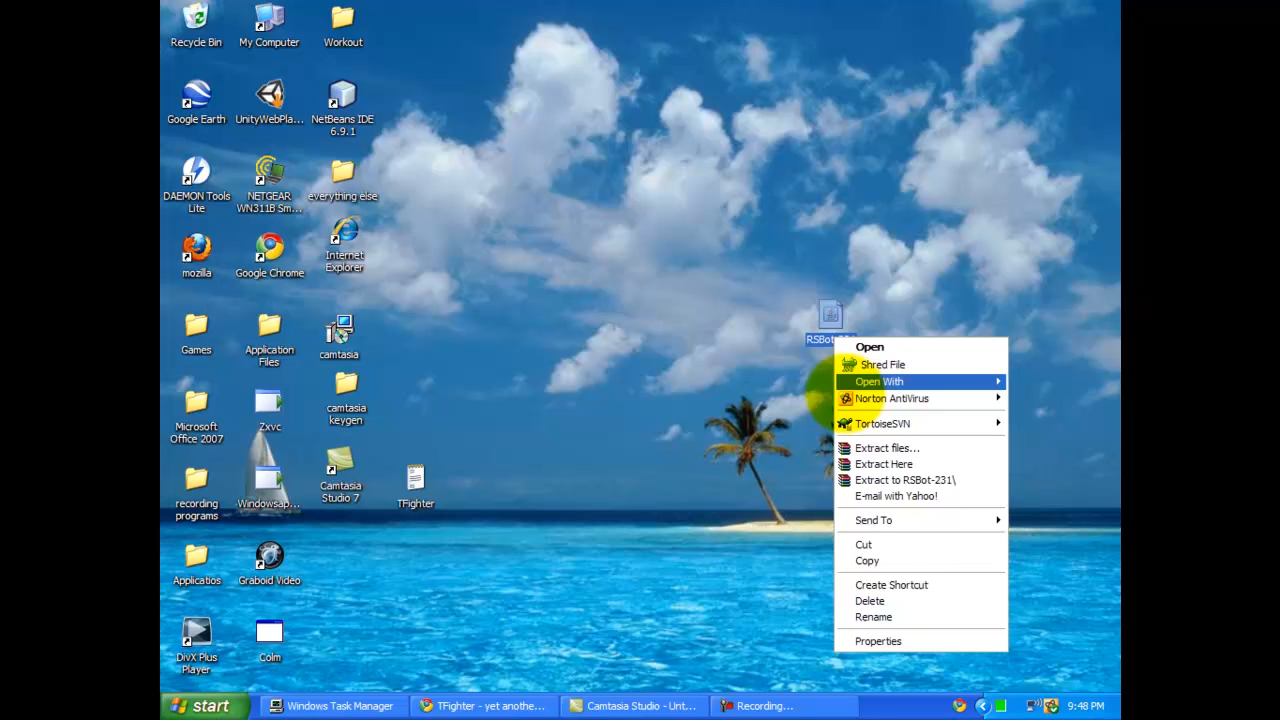 Recycle Bin
My Computer
Workout
Google Earth
UnityWebPla...
NetBeans IDE
6.9.1
DAEMON Tools
Lite
NETGEAR
WN311B Sm...
everything else
mozilla
Google Chrome
Internet
Explorer
Games
Application
Files
camtasia
Microsoft
Office 2007
Zxvc
camtasia
keygen
recording
programs
Windowsap...
Camtasia
Studio 7
TFighter
Applicatios
Graboid Video
DivX Plus
Player
Colm
Open
Shred File
Open With
Norton AntiVirus
TortoiseSVN
Extract files...
Extract Here
Extract to RSBot-231\
E-mail with Yahoo!
Send To
Cut
Copy
Create Shortcut
Delete
Rename
Properties
start
Windows Task Manager
TFighter - yet anothe...
Camtasia Studio - Unt...
Recording...
9:48 PM